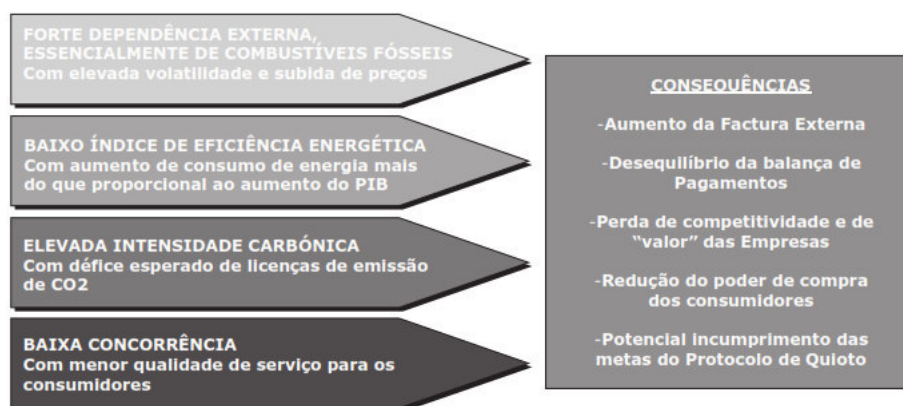 FORTE DEPENDÊNCIA EXTERNA,
ESSENCIALMENTE DE COMBUSTÍVEIS FÓSSEIS
Com elevada volatilidade e subida de preços
BAIXO ÍNDICE DE EFICIÊNCIA ENERGÉTICA
Com aumento de consumo de energia mais
do que proporcional ao aumento do PIB
ELEVADA INTENSIDADE CARBÓNICA
Com défice esperado de licenças de emissão
de CO2
BAIXA CONCORRÊNCIA
Com menor qualidade de serviço para os
consumidores
CONSEQUÊNCIAS
-Aumento da Factura Externa
-Desequilíbrio da balança de
Pagamentos
-Perda de competitividade e de
“valor” das Empresas
-Redução do poder de compra
dos consumidores
-Potencial incumprimento das
metas do Protocolo de Quioto